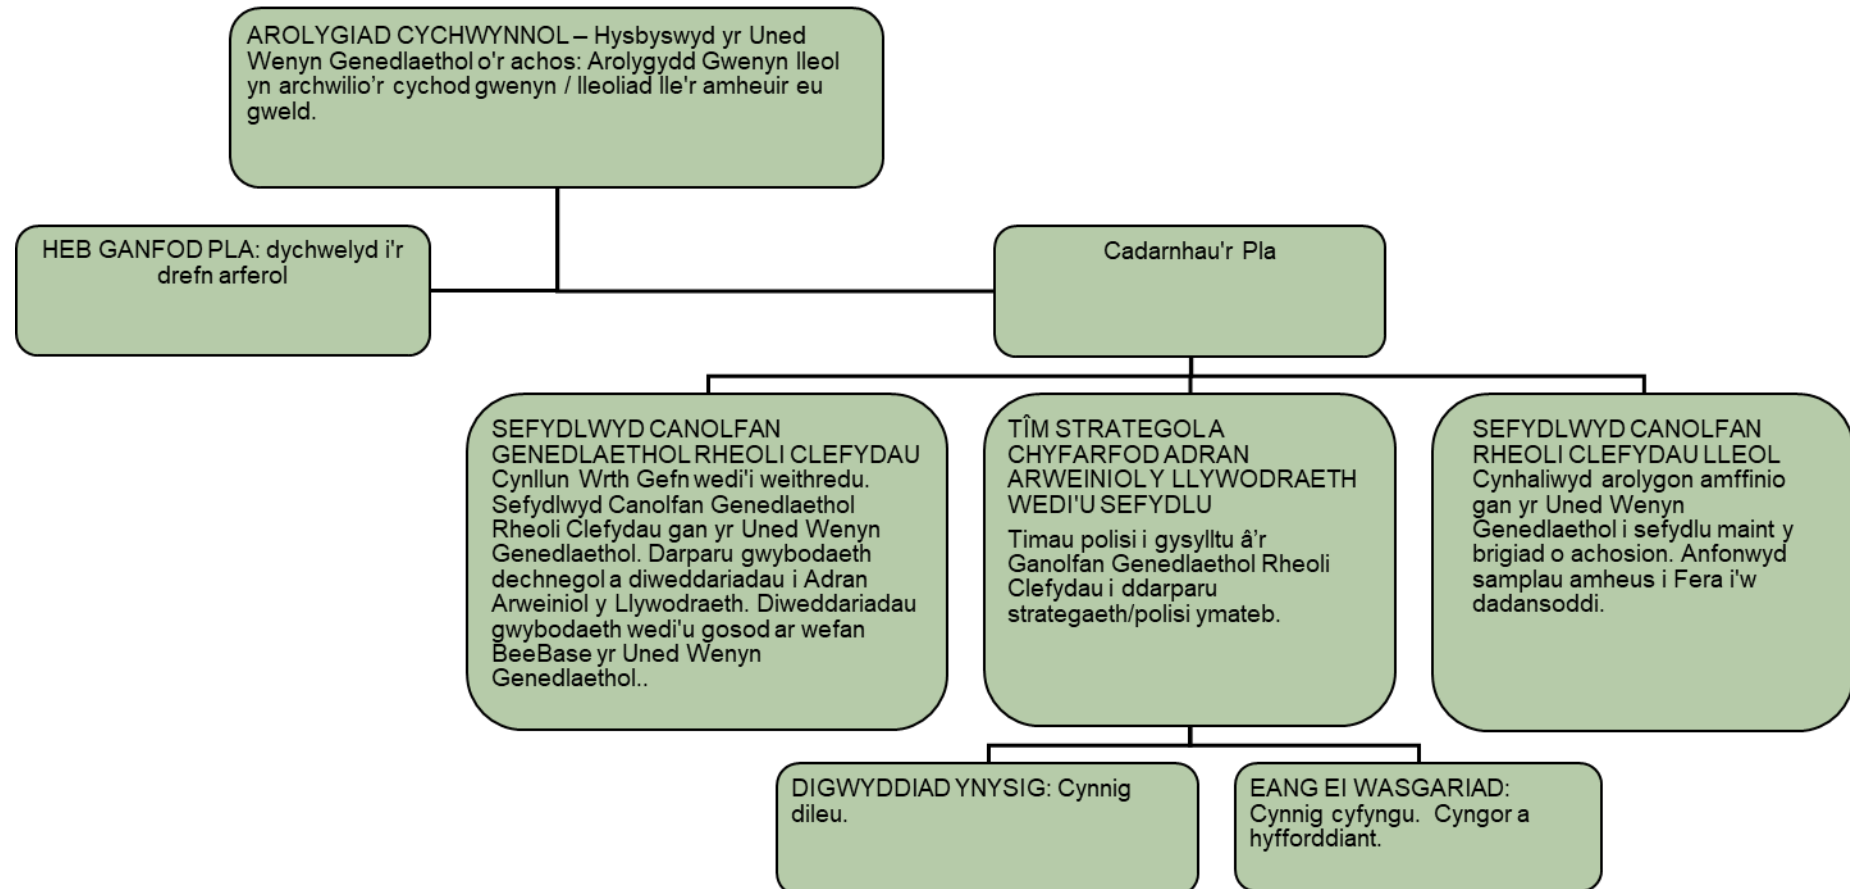 AROLYGIAD CYCHWYNNOL – Hysbyswyd yr Uned
Wenyn Genedlaethol o'r achos: Arolygydd Gwenyn lleol
yn archwilio’r cychod gwenyn / lleoliad lle'r amheuir eu
gweld.
HEB GANFOD PLA: dychwelyd i'r
drefn arferol
Cadarnhau'r Pla
SEFYDLWYD CANOLFAN
GENEDLAETHOL RHEOLI CLEFYDAU
Cynllun Wrth Gefn wedi'i weithredu.
Sefydlwyd Canolfan Genedlaethol
Rheoli Clefydau gan yr Uned Wenyn
Genedlaethol. Darparu gwybodaeth
dechnegol a diweddariadau i Adran
Arweiniol y Llywodraeth. Diweddariadau
gwybodaeth wedi'u gosod ar wefan
BeeBase yr Uned Wenyn
Genedlaethol..
TÎM STRATEGOL A
CHYFARFOD ADRAN
ARWEINIOL Y LLYWODRAETH
WEDI'U SEFYDLU
Timau polisi i gysylltu â’r
Ganolfan Genedlaethol Rheoli
Clefydau i ddarparu
strategaeth/polisi ymateb.
SEFYDLWYD CANOLFAN
RHEOLI CLEFYDAU LLEOL
Cynhaliwyd arolygon amffinio
gan yr Uned Wenyn
Genedlaethol i sefydlu maint y
brigiad o achosion. Anfonwyd
samplau amheus i Fera i'w
dadansoddi.
DIGWYDDIAD YNYSIG: Cynnig
dileu.
EANG EI WASGARIAD:
Cynnig cyfyngu.  Cyngor a
hyfforddiant.